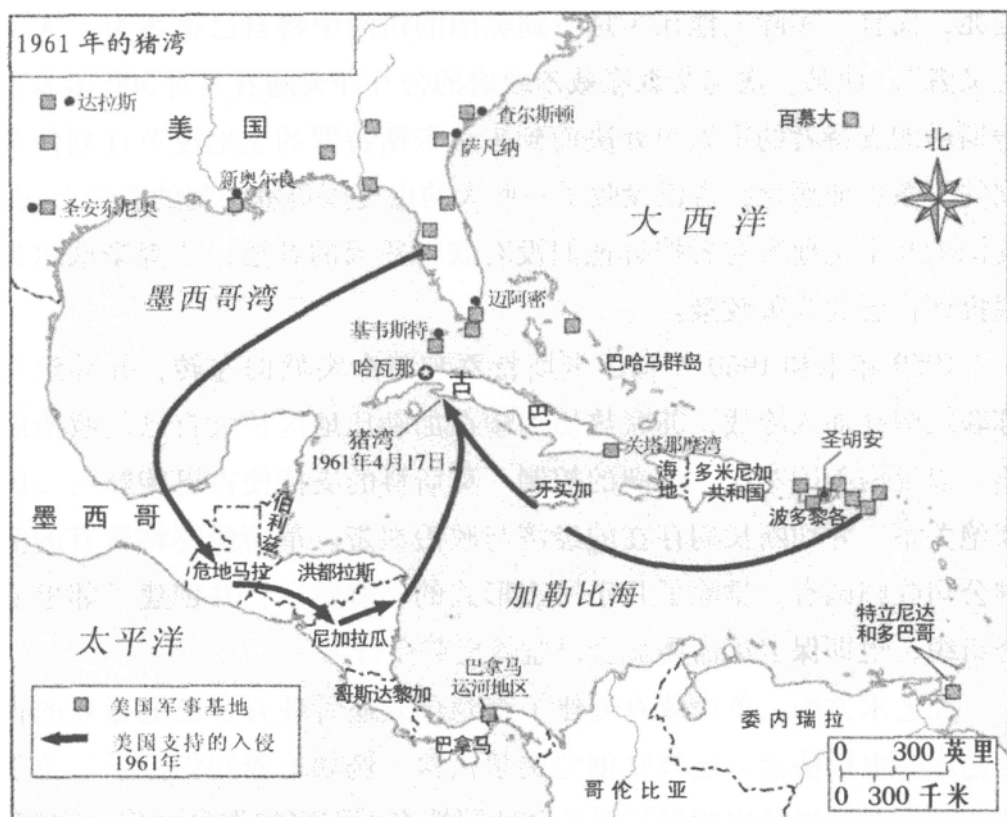 1961年的猪湾
达拉斯
美国
查尔斯顿
萨凡纳
百慕大
北
新奥尔良
圣安东尼奥
大西洋
墨西哥湾
迈阿密
基韦斯特
哈瓦那
巴哈马群岛
古巴
猪湾
1961年4月17日
关塔那摩湾
圣胡安
海地
多米尼加
共和国
牙买加
波多黎各
墨西哥
伯利兹
危地马拉
洪都拉斯
加勒比海
太平洋
尼加拉瓜
特立尼达
和多巴哥
巴拿马
运河地区
哥斯达黎加
巴拿马
委内瑞拉
哥伦比亚
美国军事基地
美国支持的入侵
1961年
0 300 英里
0 300 千米